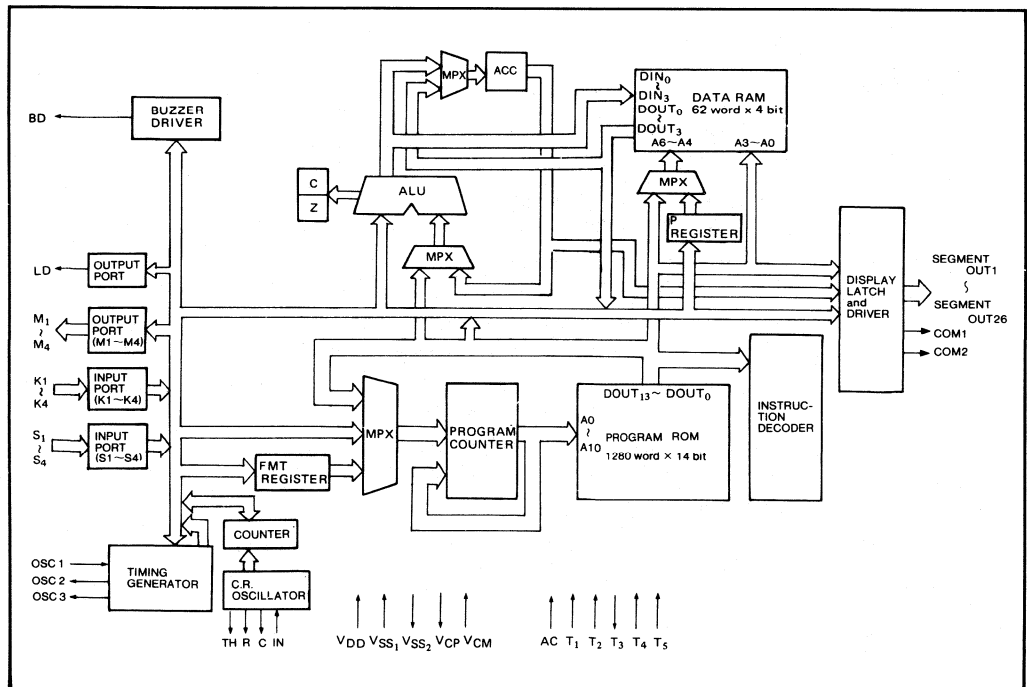 BD
BUZZER
DRIVER
MPX
ACC
DIN0
~
DIN3
DOUT0
~
DOUT3
DATA RAM
62 word × 4 bit
A6~A4
A3~A0
C
Z
ALU
MPX
MPX
P
REGISTER
LD
OUTPUT
PORT
M1
~
M4
OUTPUT
PORT
(M1~M4)
K1
~
K4
INPUT
PORT
(K1~K4)
S1
~
S4
INPUT
PORT
(S1~S4)
DISPLAY
LATCH
and
DRIVER
SEGMENT
OUT1
~
SEGMENT
OUT26
COM1
COM2
MPX
PROGRAM
COUNTER
DOUT13~ DOUT0
A0
~
A10
PROGRAM ROM
1280 word × 14 bit
INSTRUC-
TION
DECODER
FMT
REGISTER
COUNTER
OSC 1
OSC 2
OSC 3
TIMING
GENERATOR
C.R.
OSCILLATOR
TH R C IN
VDD VSS1 VSS2 VCP VCM
AC T1 T2 T3 T4 T5